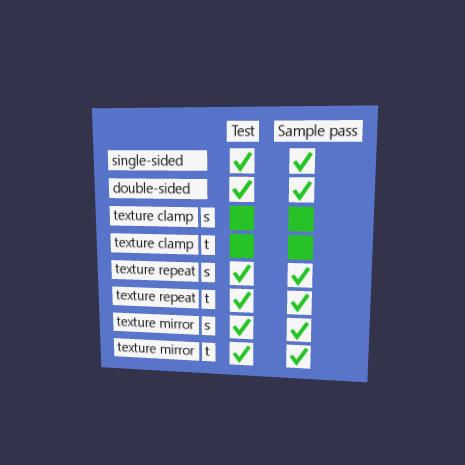 Test Sample pass
single-sided
double-sided
texture clamp s
texture clamp t
texture repeat s
texture repeat t
texture mirror s
texture mirror t